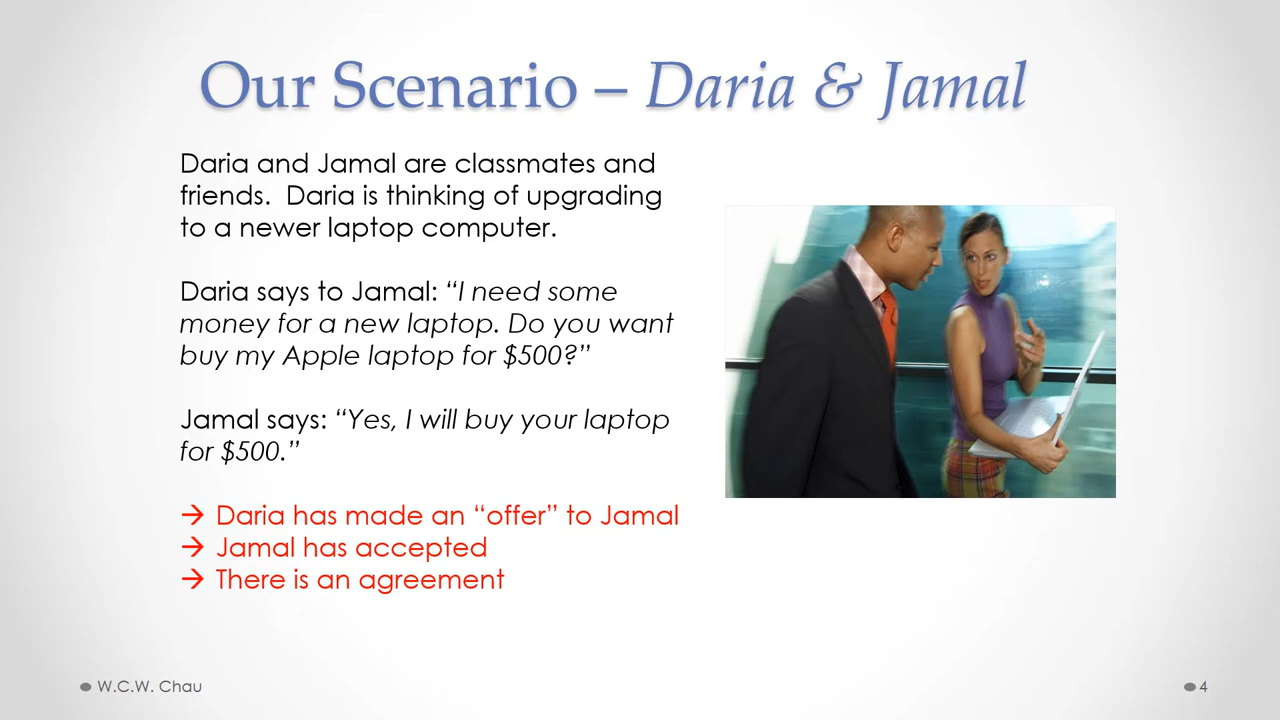 Our Scenario – Daria & Jamal
Daria and Jamal are classmates and
friends.  Daria is thinking of upgrading
to a newer laptop computer.
Daria says to Jamal: “I need some
money for a new laptop. Do you want
buy my Apple laptop for $500?”
Jamal says: “Yes, I will buy your laptop
for $500.”
→ Daria has made an “offer” to Jamal
→ Jamal has accepted
→ There is an agreement
● W.C.W. Chau
● 4